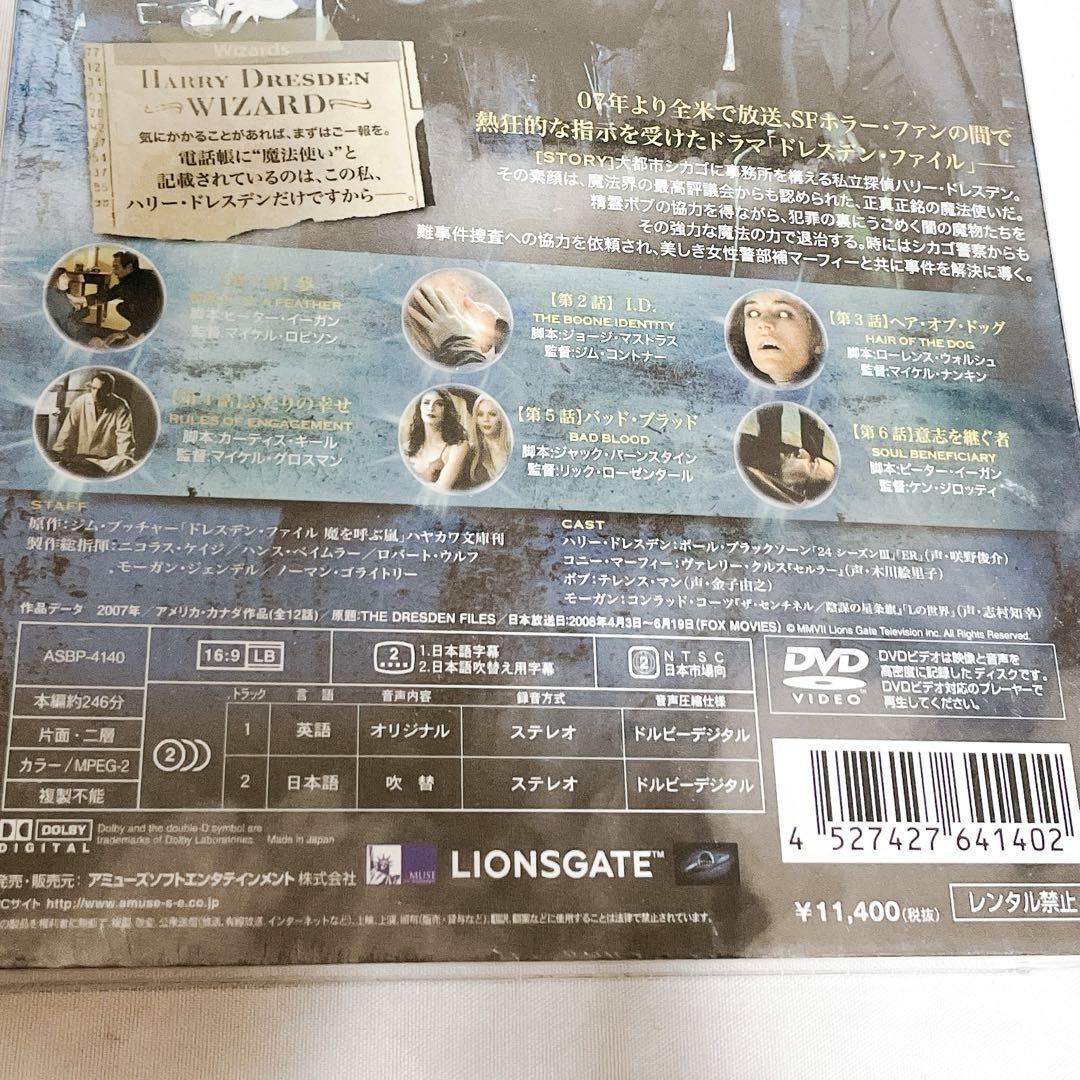 Wizards
HARRY DRESDEN
WIZARD
気にかかることがあれば、まずはご一報を。
電話帳に“魔法使い”と
記載されているのは、この私、
ハリー・ドレスデンだけですから——。
07年より全米で放送、SFホラー・ファンの間で
熱狂的な指示を受けたドラマ「ドレスデン・ファイル」——
[STORY]大都市シカゴに事務所を構える私立探偵ハリー・ドレスデン。
その素顔は、魔法界の最高評議会からも認められた、正真正銘の魔法使いだ。
精霊ボブの協力を得ながら、犯罪の裏にうごめく闇の魔物たちを
その強力な魔法の力で退治する。時にはシカゴ警察からも
難事件捜査への協力を依頼され、美しき女性警部補マーフィーと共に事件を解決に導く。
OF A FEATHER
脚本:ピーター・イーガン
監督:マイケル・ロビソン
【第2話】 I.D.
THE BOONE IDENTITY
脚本:ジョージ・マストラス
監督:ジム・コントナー
【第3話】ヘア・オブ・ドッグ
HAIR OF THE DOG
脚本:ローレンス・ウォルシュ
監督:マイケル・ナンキン
【第4話】ふたりの幸せ
RULES OF ENGAGEMENT
脚本:カーティス・キール
監督:マイケル・グロスマン
【第5話】バッド・ブラッド
BAD BLOOD
脚本:ジャック・バーンスタイン
監督:リック・ローゼンタール
【第6話】意志を継ぐ者
SOUL BENEFICIARY
脚本:ピーター・イーガン
監督:ケン・ジロッティ
STAFF
原作:ジム・ブッチャー「ドレスデン・ファイル 魔を呼ぶ嵐」ハヤカワ文庫刊
製作総指揮:ニコラス・ケイジ/ハンス・ベイムラー/ロバート・ウルフ
モーガン・ジェンデル/ノーマン・ゴライトリー
CAST
ハリー・ドレスデン:ポール・ブラックソーン「24 シーズンIII」「ER」(声・咲野俊介)
コニー・マーフィー:ヴァレリー・クルス「セルラー」(声・木川絵里子)
ボブ:テレンス・マン(声・金子由之)
モーガン:コンラッド・コーツ「ザ・センチネル/陰謀の星条旗」「Lの世界」(声・志村知幸)
作品データ 2007年/アメリカ・カナダ作品(全12話)/原題:THE DRESDEN FILES/日本放送日:2008年4月3日~6月19日(FOX MOVIES) © MMVII Lions Gate Television Inc. All Rights Reserved.
ASBP-4140
16:9 LB
2 1.日本語字幕
2.日本語吹替え用字幕
2 NTSC
日本市場向
DVD
VIDEO
DVDビデオは映像と音声を
高密度に記録したディスクです。
DVDビデオ対応のプレーヤーで
再生してください。
本編約246分
片面・二層
カラー/MPEG-2
複製不能
2
トラック 言語 音声内容 録音方式 音声圧縮仕様
1 英語 オリジナル ステレオ ドルビーデジタル
2 日本語 吹替 ステレオ ドルビーデジタル
DOLBY
DIGITAL
Dolby and the double-D symbol are
trademarks of Dolby Laboratories.
Made in Japan
4 527427 641402
発売・販売元:アミューズソフトエンタテインメント株式会社
MUSE
LIONSGATE™
PCサイト http://www.amuse-s-e.co.jp
¥11,400(税抜)
レンタル禁止